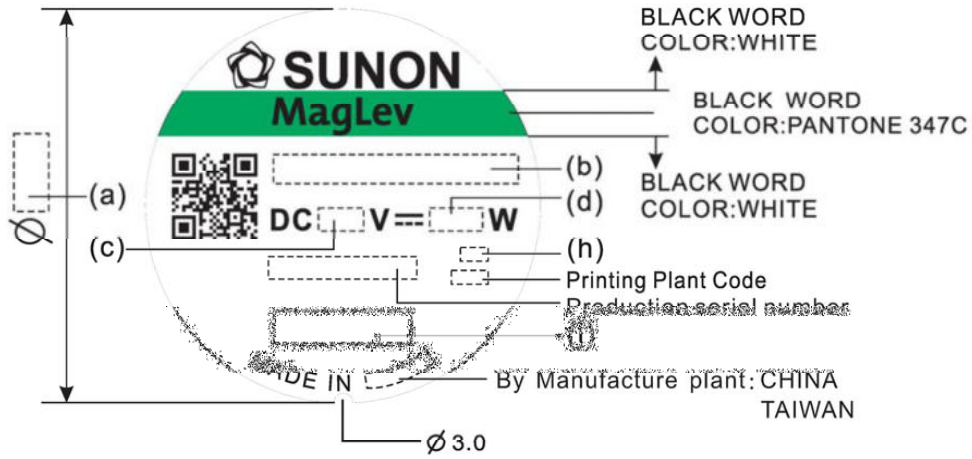 BLACK WORD
COLOR:WHITE
SUNON
MagLev
BLACK WORD
COLOR:PANTONE 347C
BLACK WORD
COLOR:WHITE
(a)
Ø
(b)
(d)
DC V W
(c)
(h)
Printing Plant Code
Production serial number
ADE IN
By Manufacture plant: CHINA
TAIWAN
Ø 3.0